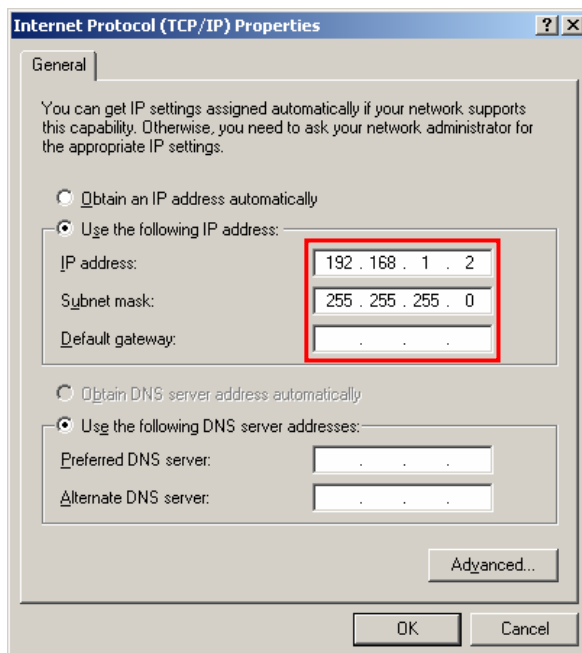 Internet Protocol (TCP/IP) Properties
General
You can get IP settings assigned automatically if your network supports
this capability. Otherwise, you need to ask your network administrator for
the appropriate IP settings.
Obtain an IP address automatically
Use the following IP address:
IP address: 192 . 168 . 1 . 2
Subnet mask: 255 . 255 . 255 . 0
Default gateway: . . .
Obtain DNS server address automatically
Use the following DNS server addresses:
Preferred DNS server: . . .
Alternate DNS server: . . .
Advanced...
OK Cancel